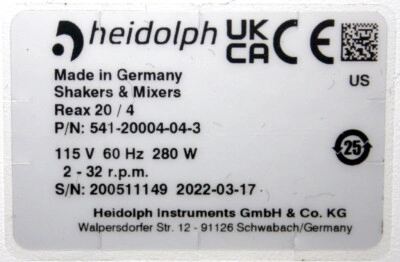 heidolph UK CA CE
US
Made in Germany
Shakers & Mixers
Reax 20 / 4
P/N: 541-20004-04-3
115 V 60 Hz 280 W
2 - 32 r.p.m.
25
S/N: 200511149 2022-03-17
Heidolph Instruments GmbH & Co. KG
Walpersdorfer Str. 12 - 91126 Schwabach/Germany